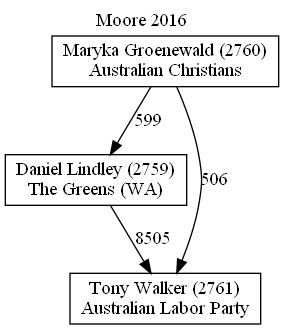 Moore 2016
Maryka Groenewald (2760)
Australian Christians
599
Daniel Lindley (2759)
The Greens (WA)
506
8505
Tony Walker (2761)
Australian Labor Party